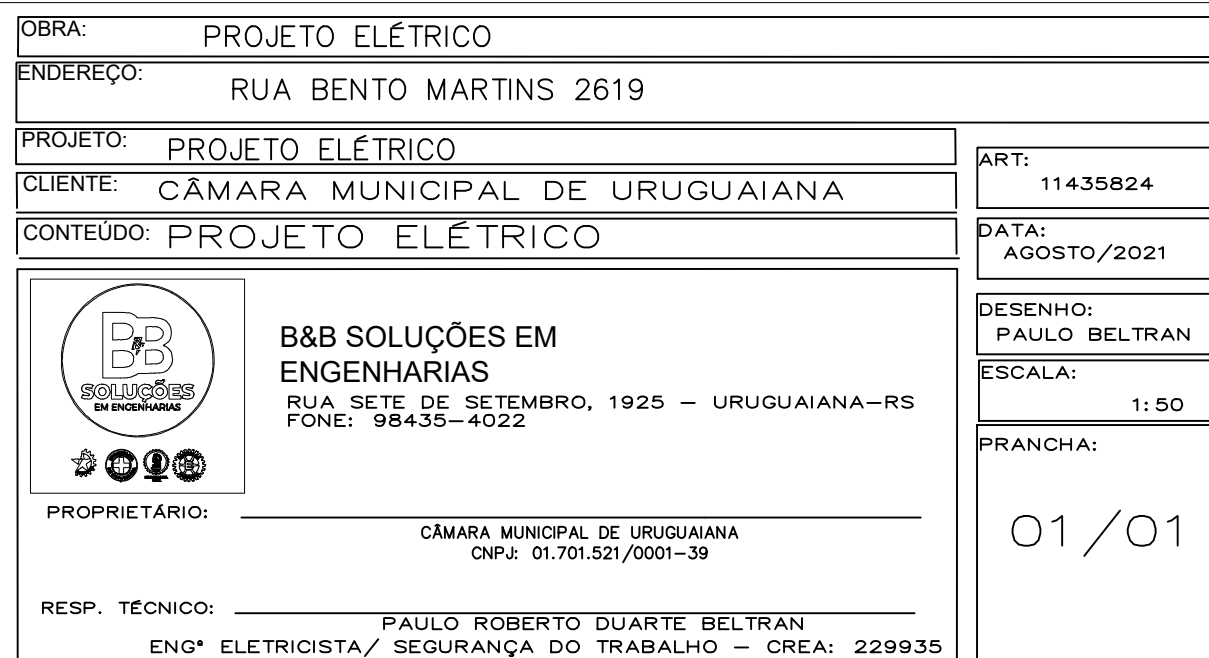 OBRA: PROJETO ELÉTRICO
ENDEREÇO: RUA BENTO MARTINS 2619
PROJETO: PROJETO ELÉTRICO
CLIENTE: CÂMARA MUNICIPAL DE URUGUAIANA
CONTEÚDO: PROJETO ELÉTRICO
ART:
11435824
DATA:
AGOSTO/2021
DESENHO:
PAULO BELTRAN
ESCALA:
1:50
PRANCHA:
01/01
B&B
SOLUÇÕES
EM ENGENHARIAS
B&B SOLUÇÕES EM
ENGENHARIAS
RUA SETE DE SETEMBRO, 1925 – URUGUAIANA–RS
FONE: 98435–4022
PROPRIETÁRIO:
CÂMARA MUNICIPAL DE URUGUAIANA
CNPJ: 01.701.521/0001–39
RESP. TÉCNICO:
PAULO ROBERTO DUARTE BELTRAN
ENGº ELETRICISTA/ SEGURANÇA DO TRABALHO – CREA: 229935